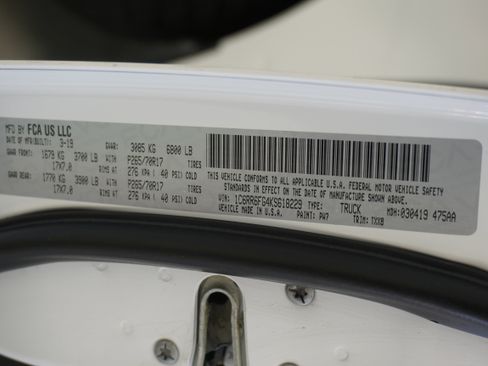 MFD BY FCA US LLC
MFD(BUILT): 3-19 GVWR: 3085 KG 6800 LB
GAWR FRONT: 1679 KG 3700 LB WITH P265/70R17 TIRES
17X7.0 RIMS AT 276 KPA ( 40 PSI) COLD
GAWR REAR: 1770 KG 3900 LB WITH P265/70R17 TIRES
17X7.0 RIMS AT 276 KPA ( 40 PSI) COLD
THIS VEHICLE CONFORMS TO ALL APPLICABLE U.S.A. FEDERAL MOTOR VEHICLE SAFETY
STANDARDS IN EFFECT ON THE DATE OF MANUFACTURE SHOWN ABOVE.
VIN: 1C6RR6FG4KS618229 TYPE: TRUCK MDH: 030419 475AA
VEHICLE MADE IN U.S.A. PAINT: PW7 TRIM: TXX8